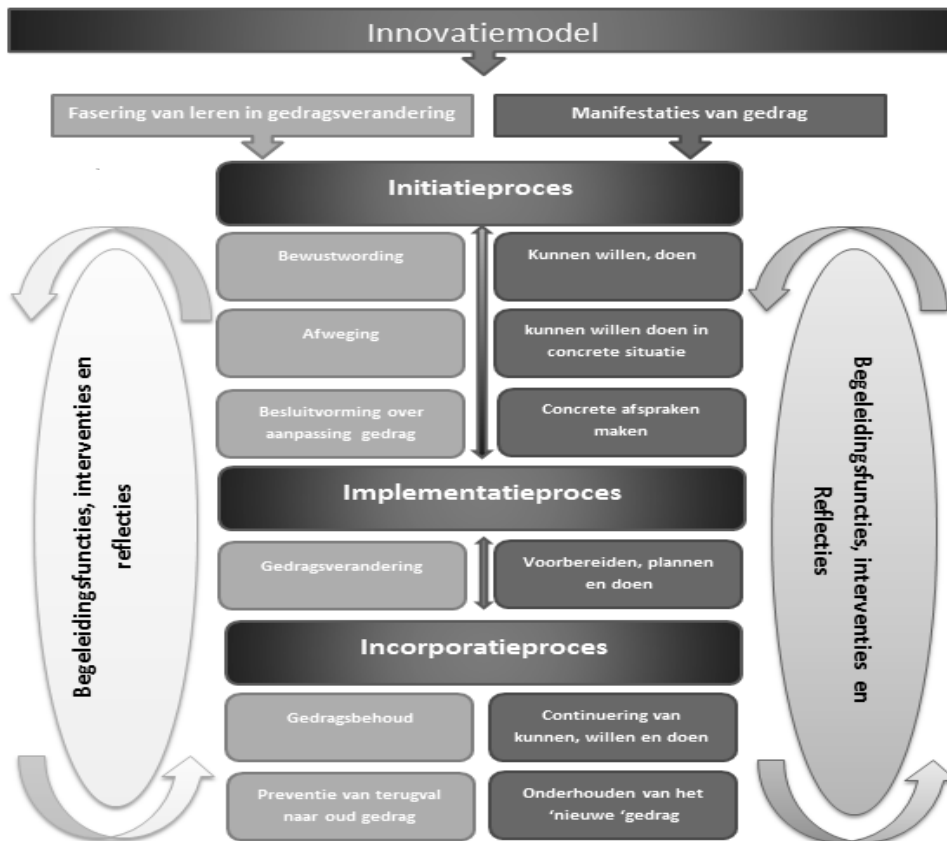 Innovatiemodel
Fasering van leren in gedragsverandering
Manifestaties van gedrag
Initiatieproces
Bewustwording
Kunnen willen, doen
Afweging
kunnen willen doen in
concrete situatie
Besluitvorming over
aanpassing gedrag
Concrete afspraken
maken
Implementatieproces
Gedragsverandering
Voorbereiden, plannen
en doen
Incorporatieproces
Gedragsbehoud
Continuering van
kunnen, willen en doen
Preventie van terugval
naar oud gedrag
Onderhouden van het
‘nieuwe ‘gedrag
Begeleidingsfuncties, interventies en
reflecties
Begeleidingsfuncties, interventies en
Reflecties